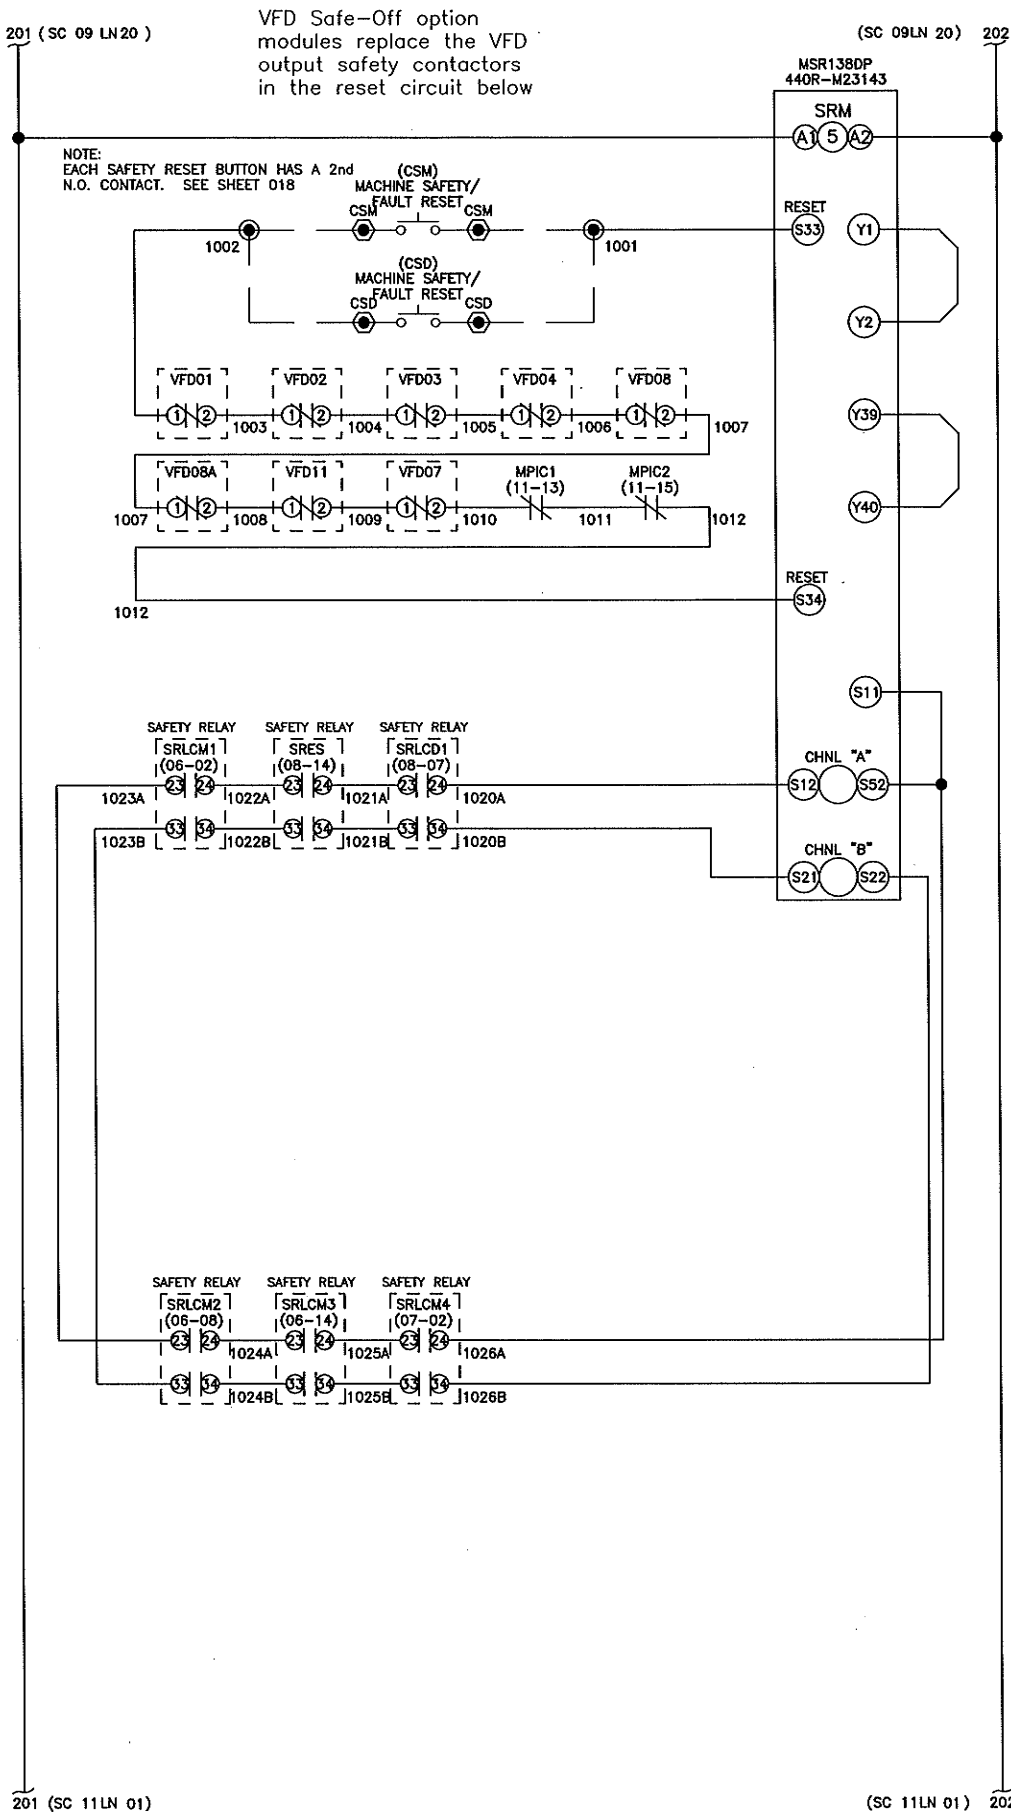 VFD Safe-Off option
modules replace the VFD
output safety contactors
in the reset circuit below
201 (SC 09 LN20 )
(SC 09LN 20) 202
MSR138DP
440R-M23143
SRM
A1 5 A2
NOTE:
EACH SAFETY RESET BUTTON HAS A 2nd
N.O. CONTACT. SEE SHEET 018
(CSM)
MACHINE SAFETY/
FAULT RESET
CSM CSM
1002 1001
RESET
S33 Y1
(CSD)
MACHINE SAFETY/
FAULT RESET
CSD CSD
Y2
VFD01 VFD02 VFD03 VFD04 VFD08
1 2 1 2 1 2 1 2 1 2
1003 1004 1005 1006 1007
Y39
VFD08A VFD11 VFD07 MPIC1 MPIC2
(11-13) (11-15)
1 2 1 2 1 2
1007 1008 1009 1010 1011 1012
Y40
RESET
S34
1012
S11
SAFETY RELAY SAFETY RELAY SAFETY RELAY
SRLCM1 SRES SRLCD1
(06-02) (08-14) (08-07)
CHNL "A"
23 24 23 24 23 24 S12 S52
1023A 1022A 1021A 1020A
33 34 33 34 33 34
1023B 1022B 1021B 1020B
CHNL "B"
S21 S22
SAFETY RELAY SAFETY RELAY SAFETY RELAY
SRLCM2 SRLCM3 SRLCM4
(06-08) (06-14) (07-02)
23 24 23 24 23 24
1024A 1025A 1026A
33 34 33 34 33 34
1024B 1025B 1026B
201 (SC 11LN 01)
(SC 11LN 01) 202